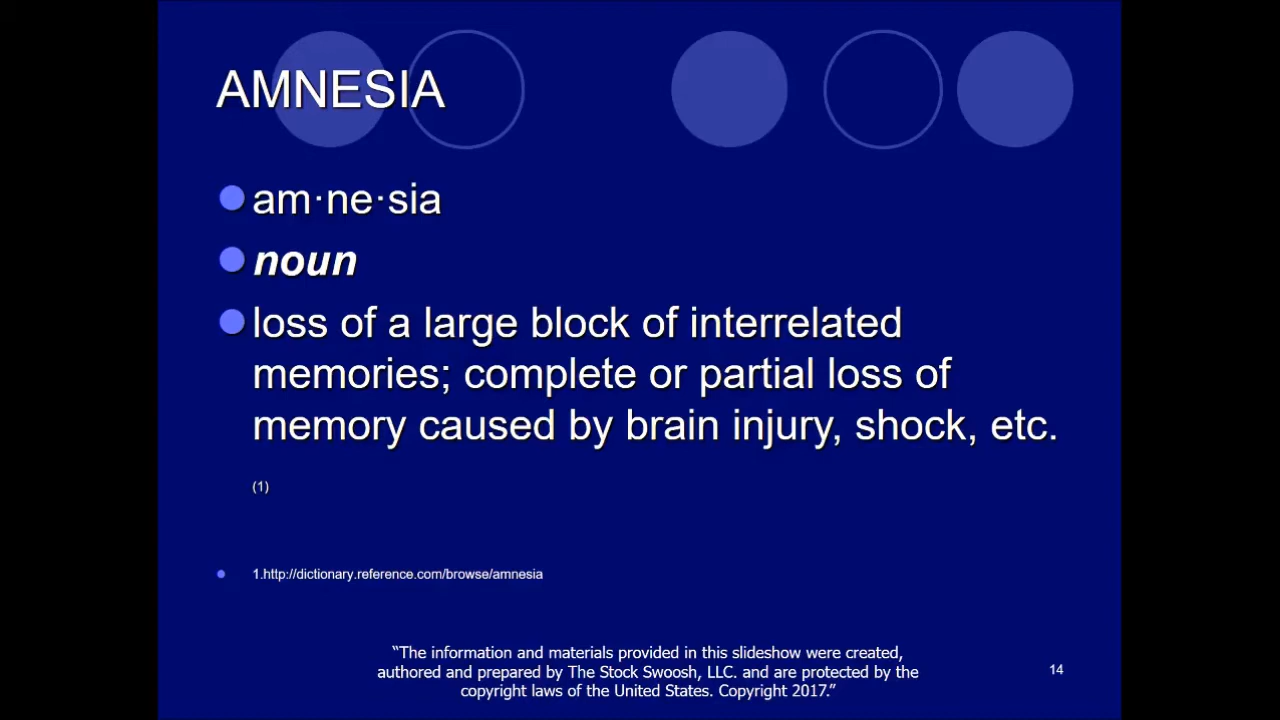 AMNESIA
am·ne·sia
noun
loss of a large block of interrelated
memories; complete or partial loss of
memory caused by brain injury, shock, etc.
(1)
1.http://dictionary.reference.com/browse/amnesia
“The information and materials provided in this slideshow were created,
authored and prepared by The Stock Swoosh, LLC. and are protected by the
copyright laws of the United States. Copyright 2017.”
14